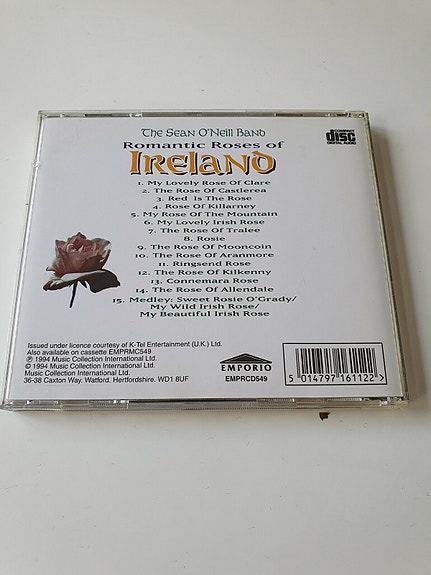 The Sean O'Neill Band
Romantic Roses of
IRELAND
COMPACT
disc
DIGITAL AUDIO
1. My Lovely Rose Of Clare
2. The Rose Of Castlerea
3. Red Is The Rose
4. Rose Of Killarney
5. My Rose Of The Mountain
6. My Lovely Irish Rose
7. The Rose Of Tralee
8. Rosie
9. The Rose Of Mooncoin
10. The Rose Of Aranmore
11. Ringsend Rose
12. The Rose Of Kilkenny
13. Connemara Rose
14. The Rose Of Allendale
15. Medley: Sweet Rosie O'Grady/
My Wild Irish Rose/
My Beautiful Irish Rose
Issued under licence courtesy of K-Tel Entertainment (U.K.) Ltd.
Also available on cassette EMPRMC549
℗ 1994 Music Collection International Ltd.
© 1994 Music Collection International Ltd.
Music Collection International Ltd.
36-38 Caxton Way. Watford. Hertfordshire. WD1 8UF
EMPORIO
EMPRCD549
5 014797 161122 >